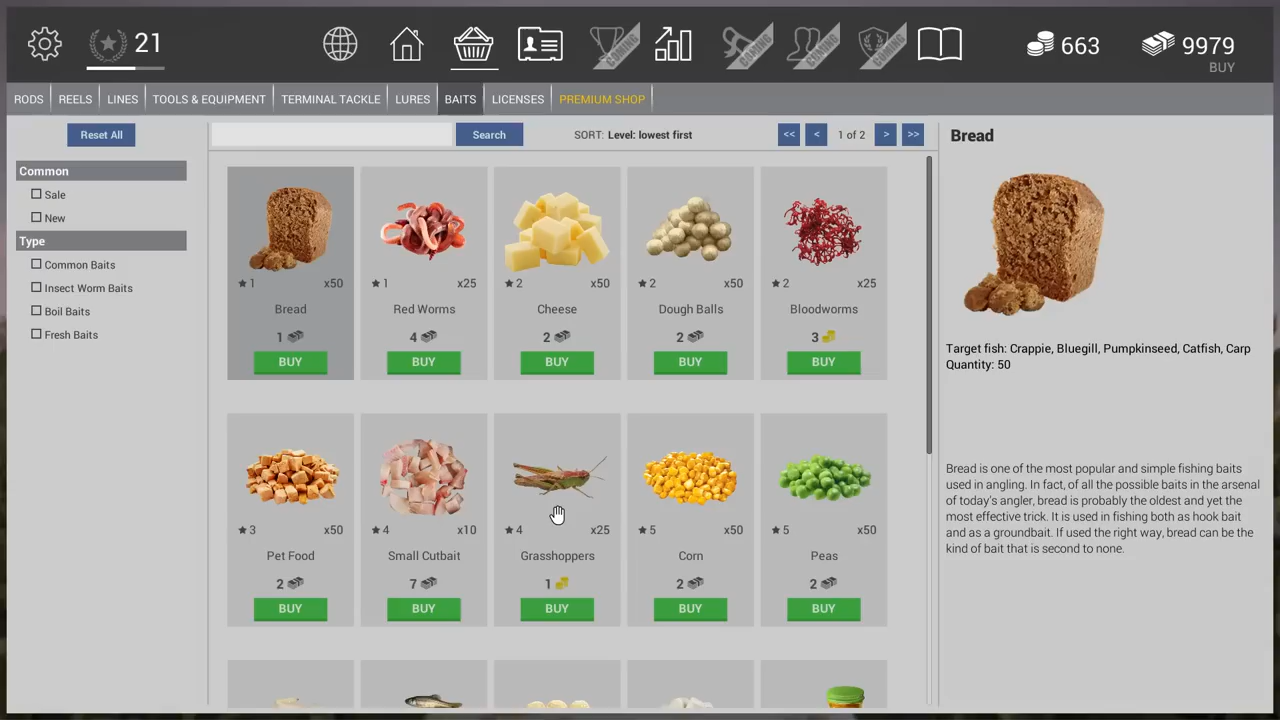 21
COMING
COMING
COMING
COMING
663
9979
BUY
RODS
REELS
LINES
TOOLS & EQUIPMENT
TERMINAL TACKLE
LURES
BAITS
LICENSES
PREMIUM SHOP
Reset All
Search
SORT: Level: lowest first
<<
<
1 of 2
>
>>
Common
Sale
New
Type
Common Baits
Insect Worm Baits
Boil Baits
Fresh Baits
1 x50
Bread
1
BUY
1 x25
Red Worms
4
BUY
2 x50
Cheese
2
BUY
2 x50
Dough Balls
2
BUY
2 x25
Bloodworms
3
BUY
3 x50
Pet Food
2
BUY
4 x10
Small Cutbait
7
BUY
4 x25
Grasshoppers
1
BUY
5 x50
Corn
2
BUY
5 x50
Peas
2
BUY
Bread
Target fish: Crappie, Bluegill, Pumpkinseed, Catfish, Carp
Quantity: 50
Bread is one of the most popular and simple fishing baits
used in angling. In fact, of all the possible baits in the arsenal
of today's angler, bread is probably the oldest and yet the
most effective trick. It is used in fishing both as hook bait
and as a groundbait. If used the right way, bread can be the
kind of bait that is second to none.